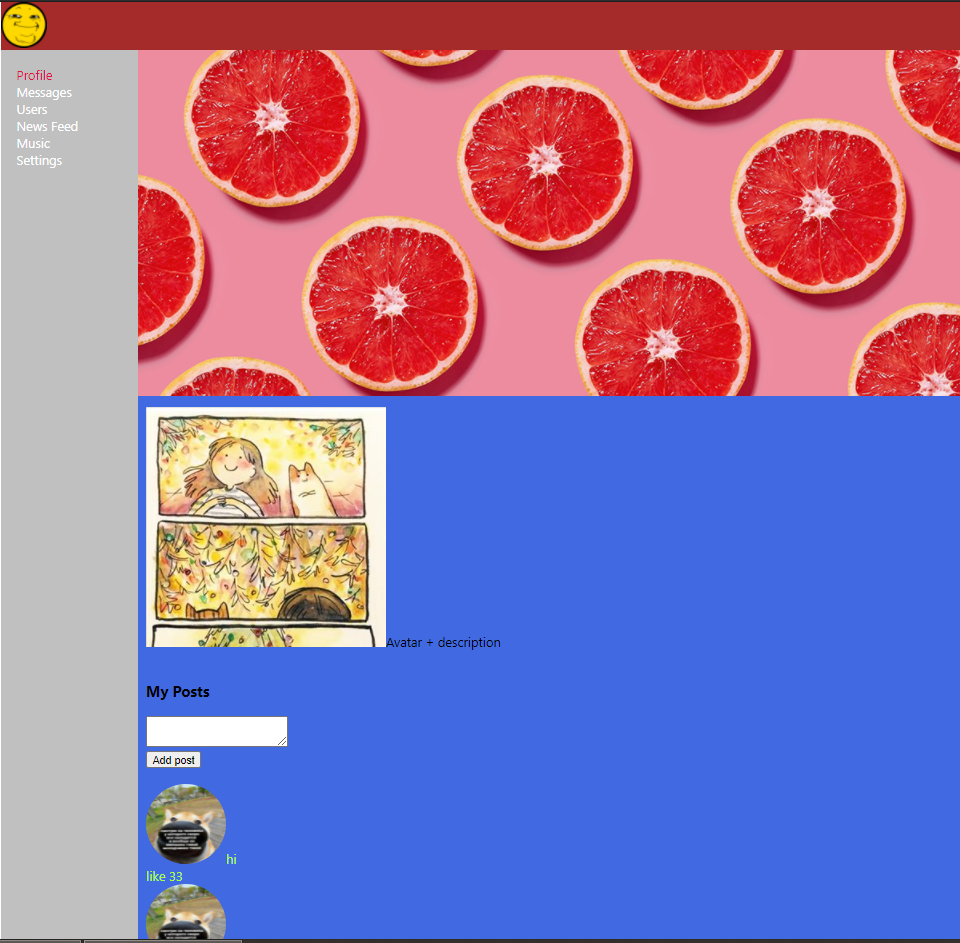 Profile
Messages
Users
News Feed
Music
Settings
Avatar + description
My Posts
Add post
hi
like 33